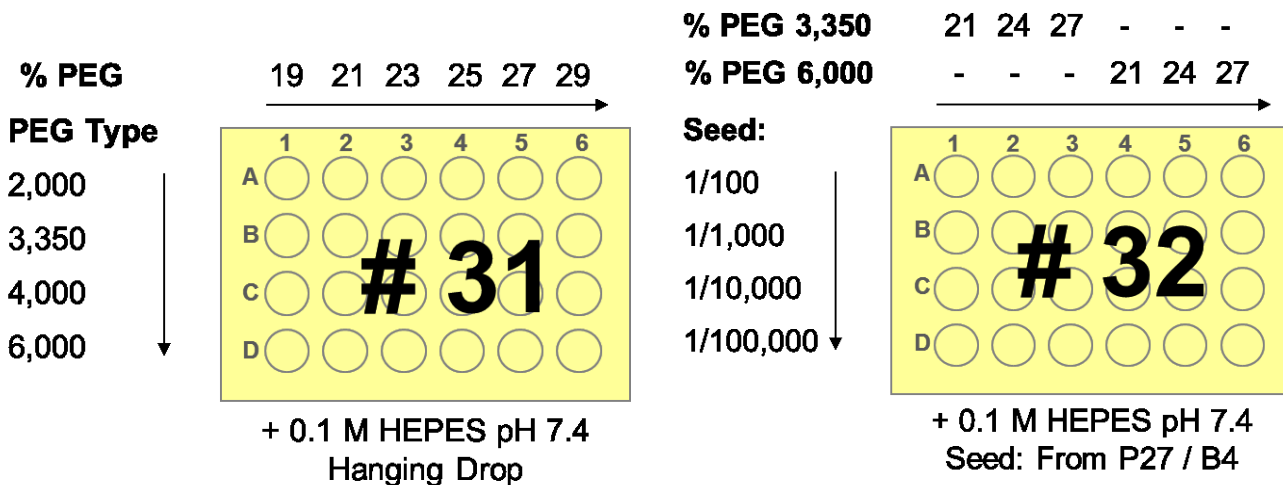 % PEG 19 21 23 25 27 29
PEG Type
2,000
3,350
4,000
6,000
1 2 3 4 5 6
A
B
C
D
# 31
+ 0.1 M HEPES pH 7.4
Hanging Drop
% PEG 3,350 21 24 27 - - -
% PEG 6,000 - - - 21 24 27
Seed:
1/100
1/1,000
1/10,000
1/100,000
1 2 3 4 5 6
A
B
C
D
# 32
+ 0.1 M HEPES pH 7.4
Seed: From P27 / B4